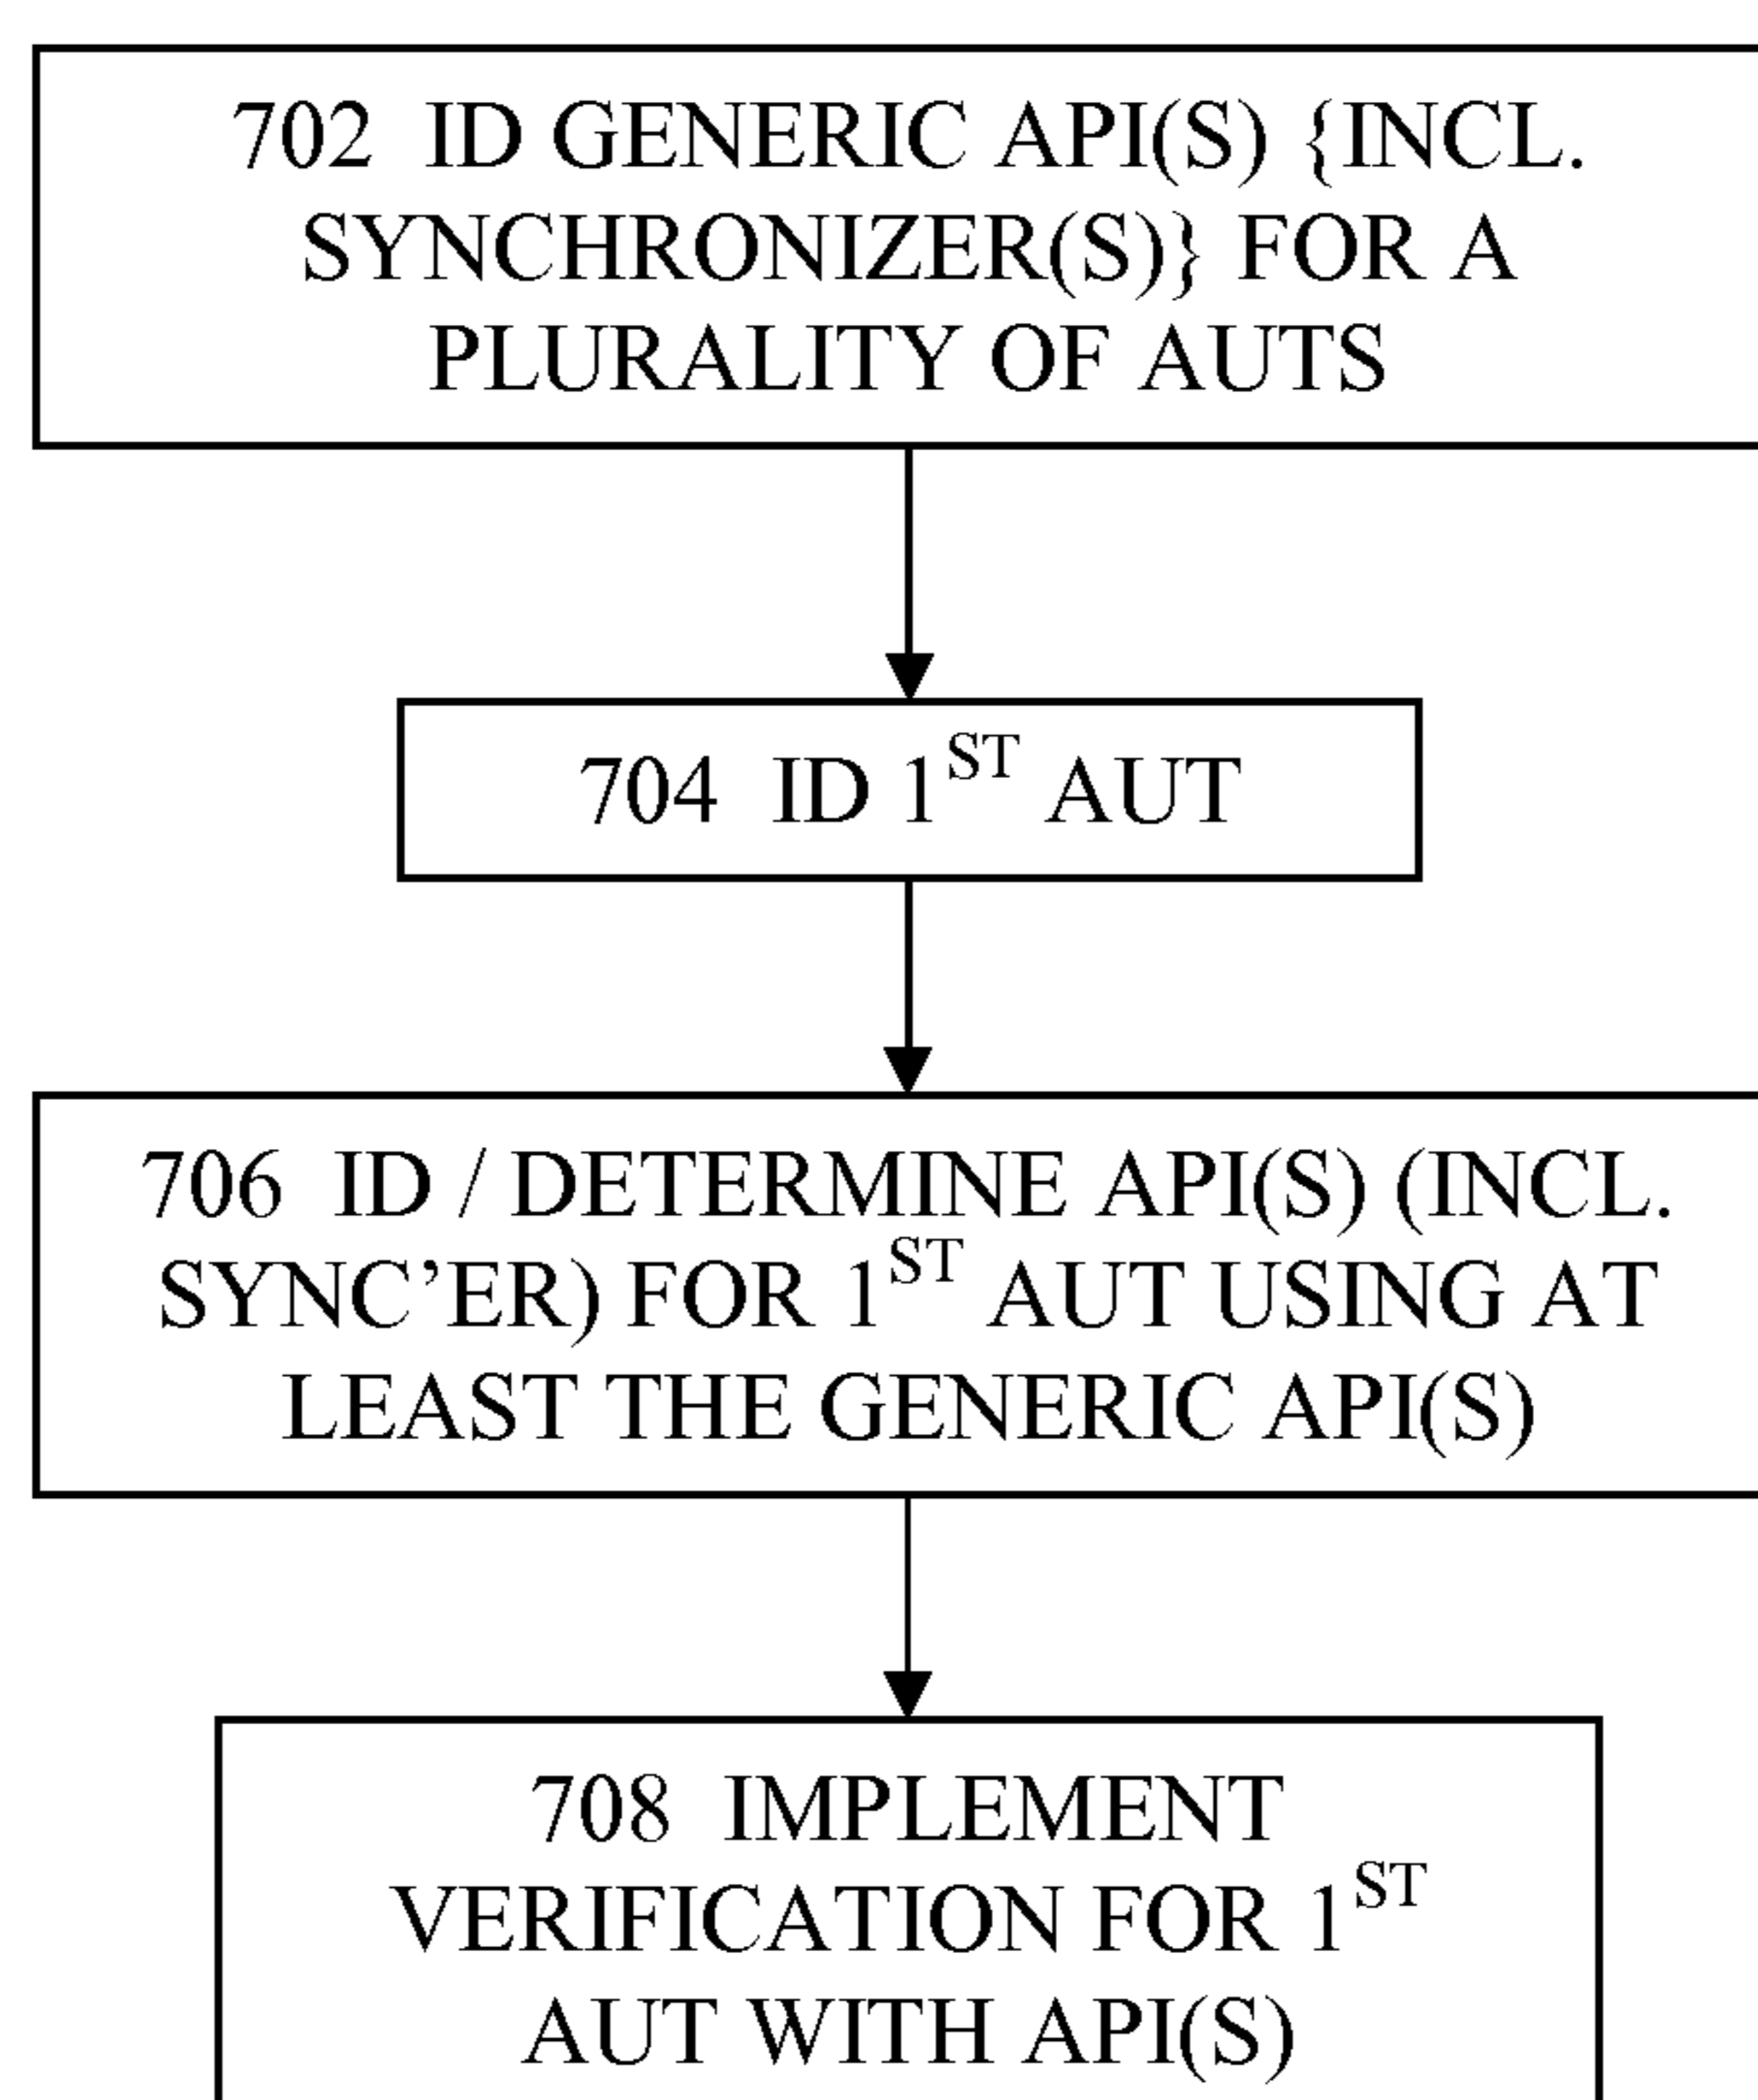 702 ID GENERIC API(S) {INCL.
SYNCHRONIZER(S)} FOR A
PLURALITY OF AUTS
704 ID 1ST AUT
706 ID / DETERMINE API(S) (INCL.
SYNC’ER) FOR 1ST AUT USING AT
LEAST THE GENERIC API(S)
708 IMPLEMENT
VERIFICATION FOR 1ST
AUT WITH API(S)